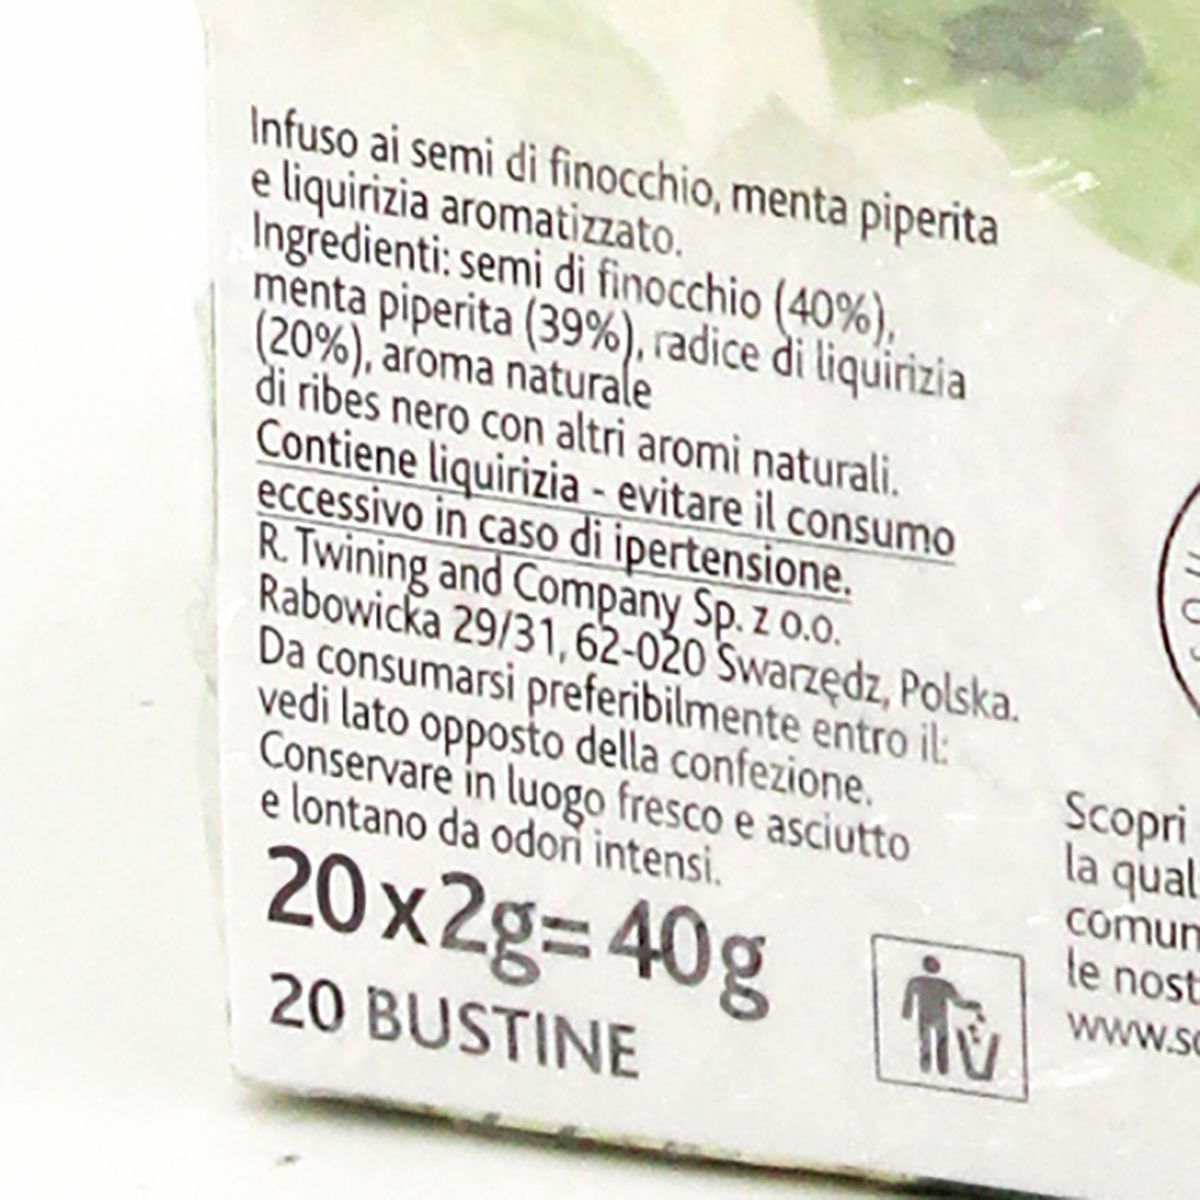 Infuso ai semi di finocchio, menta piperita
e liquirizia aromatizzato.
Ingredienti: semi di finocchio (40%),
menta piperita (39%), radice di liquirizia
(20%), aroma naturale
di ribes nero con altri aromi naturali.
Contiene liquirizia - evitare il consumo
eccessivo in caso di ipertensione.
R. Twining and Company Sp. z o.o.
Rabowicka 29/31, 62-020 Swarzędz, Polska.
Da consumarsi preferibilmente entro il:
vedi lato opposto della confezione.
Conservare in luogo fresco e asciutto
e lontano da odori intensi.
20 x 2g = 40g
20 BUSTINE
Scopri
la qual
comun
le nost
www.so